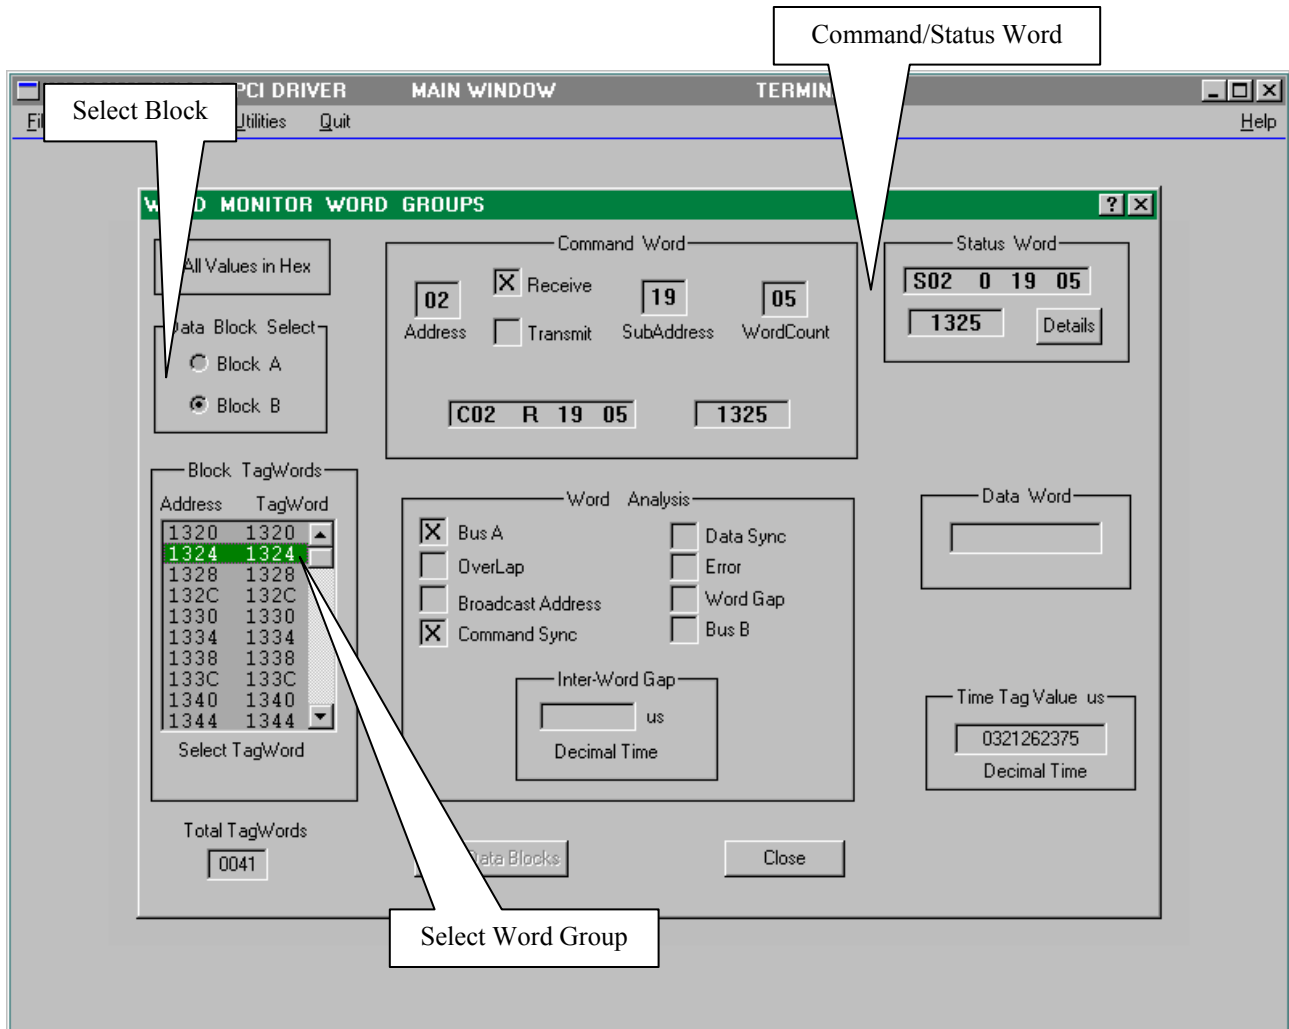 Command/Status Word
PCI DRIVER MAIN WINDOW
Select Block
Utilities Quit Help
MONITOR WORD GROUPS
All Values in Hex
Command Word
Status Word
02
X Receive
19
05
S02 0 19 05
Address
Transmit
SubAddress
WordCount
1325
Details
Data Block Select
Block A
Block B
C02 R 19 05
1325
Block TagWords
Address TagWord
1320 1320
1324 1324
1328 1328
132C 132C
1330 1330
1334 1334
1338 1338
133C 133C
1340 1340
1344 1344
Select TagWord
Total TagWords
0041
Word Analysis
X Bus A
Data Sync
OverLap
Error
Broadcast Address
Word Gap
X Command Sync
Bus B
Inter-Word Gap
us
Decimal Time
Data Word
Time Tag Value us
0321262375
Decimal Time
Data Blocks
Close
Select Word Group